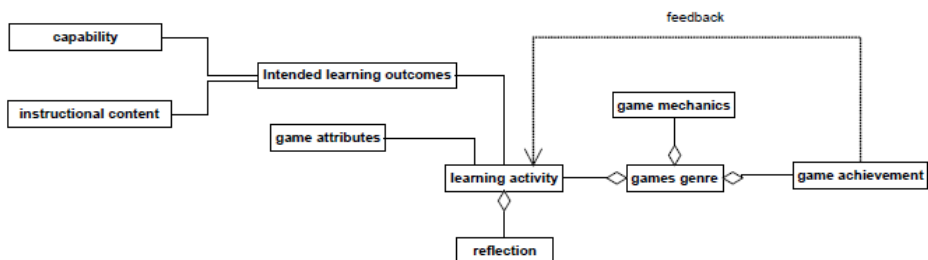 feedback
capability
Intended learning outcomes
instructional content
game mechanics
game attributes
learning activity
games genre
game achievement
reflection